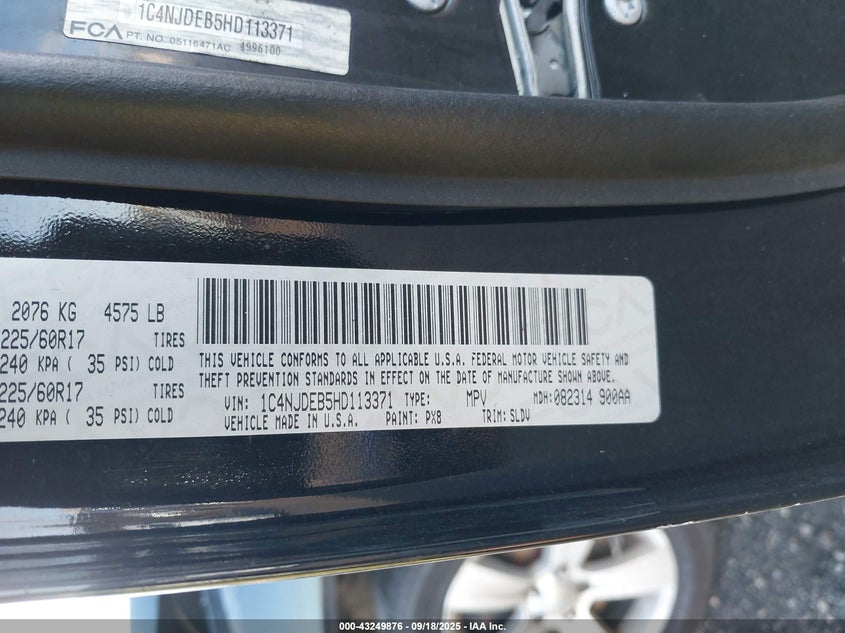 1C4NJDEB5HD113371
FCA PT. NO. 05116471AC 4996100
2076 KG 4575 LB
225/60R17 TIRES
240 KPA ( 35 PSI) COLD
225/60R17 TIRES
240 KPA ( 35 PSI) COLD
THIS VEHICLE CONFORMS TO ALL APPLICABLE U.S.A. FEDERAL MOTOR VEHICLE SAFETY AND
THEFT PREVENTION STANDARDS IN EFFECT ON THE DATE OF MANUFACTURE SHOWN ABOVE.
VIN: 1C4NJDEB5HD113371 TYPE: MPV MDH: 082314 900AA
VEHICLE MADE IN U.S.A. PAINT: PX8 TRIM: SLDV
FCA
000-43249876 - 09/18/2025 - IAA Inc.